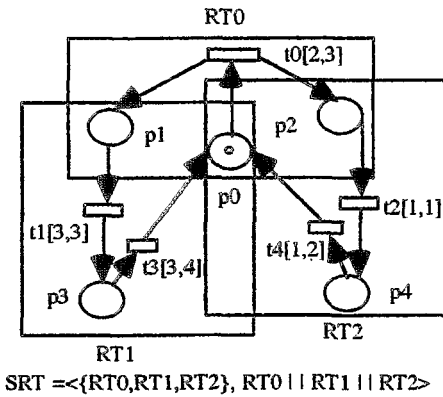 RT0
t0[2,3]
p1
p2
p0
t1[3,3]
t2[1,1]
t3[3,4]
t4[1,2]
p3
p4
RT1
RT2
SRT =<{RT0,RT1,RT2}, RT0 || RT1 || RT2>